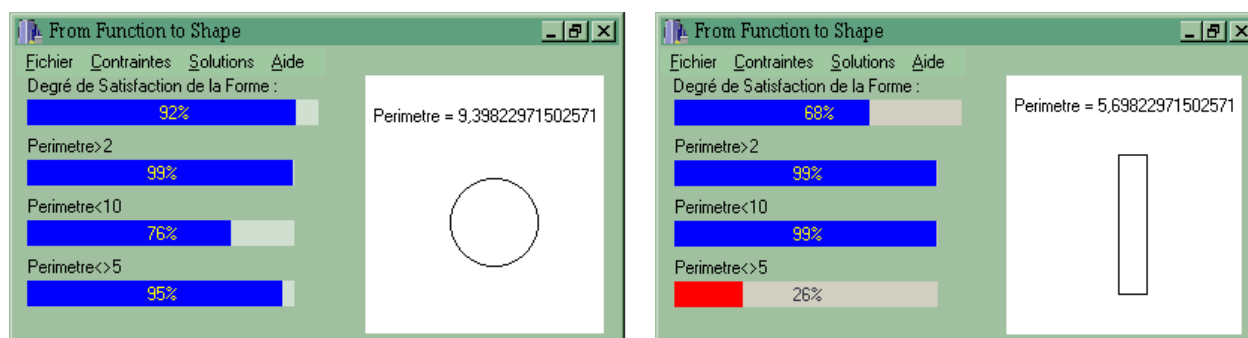 From Function to Shape
Fichier Contraintes Solutions Aide
Degré de Satisfaction de la Forme :
92%
Perimetre>2
99%
Perimetre<10
76%
Perimetre<>5
95%
Perimetre = 9,39822971502571
From Function to Shape
Fichier Contraintes Solutions Aide
Degré de Satisfaction de la Forme :
68%
Perimetre>2
99%
Perimetre<10
99%
Perimetre<>5
26%
Perimetre = 5,69822971502571